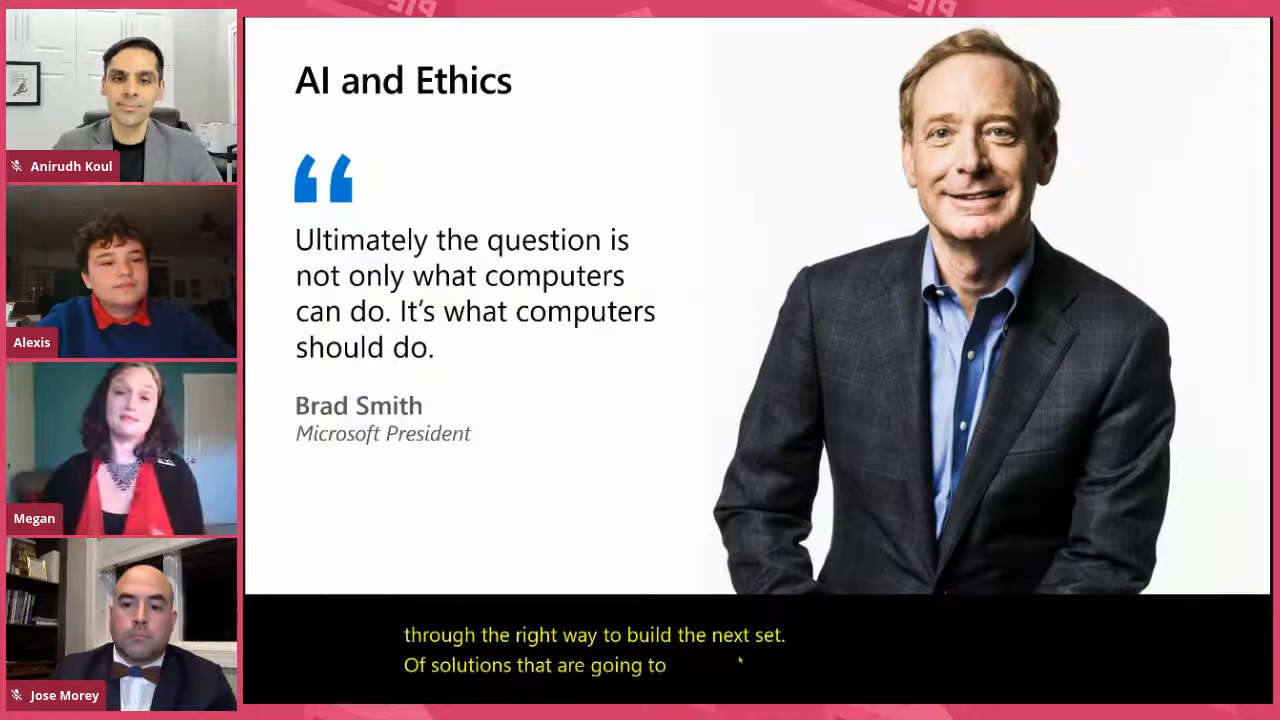 AI and Ethics
Ultimately the question is
not only what computers
can do. It's what computers
should do.
Brad Smith
Microsoft President
Anirudh Koul
Alexis
Megan
Jose Morey
through the right way to build the next set.
Of solutions that are going to